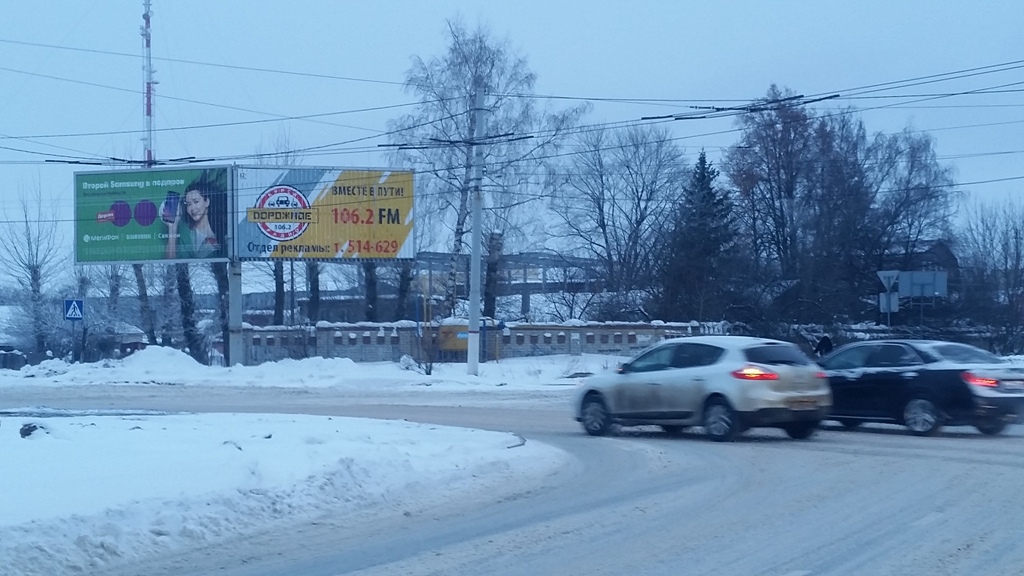 Второй Samsung в подарок
МегаФон
ВМЕСТЕ В ПУТИ!
ДОРОЖНОЕ
106.2
106.2 FM
Отдел рекламы: т. 514-629